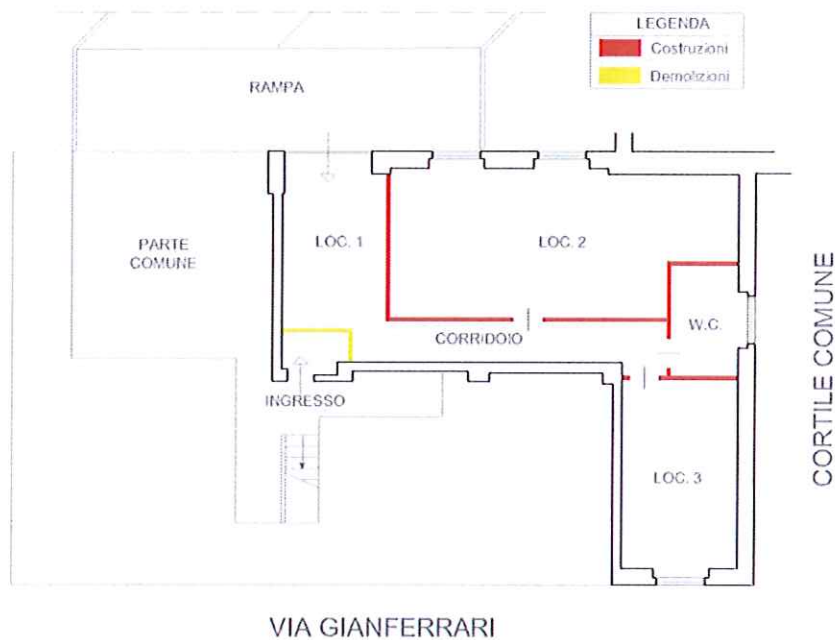 LEGENDA
Costruzioni
Demolizioni
RAMPA
PARTE
COMUNE
LOC. 1
LOC. 2
W.C.
CORRIDOIO
INGRESSO
LOC. 3
CORTILE COMUNE
VIA GIANFERRARI